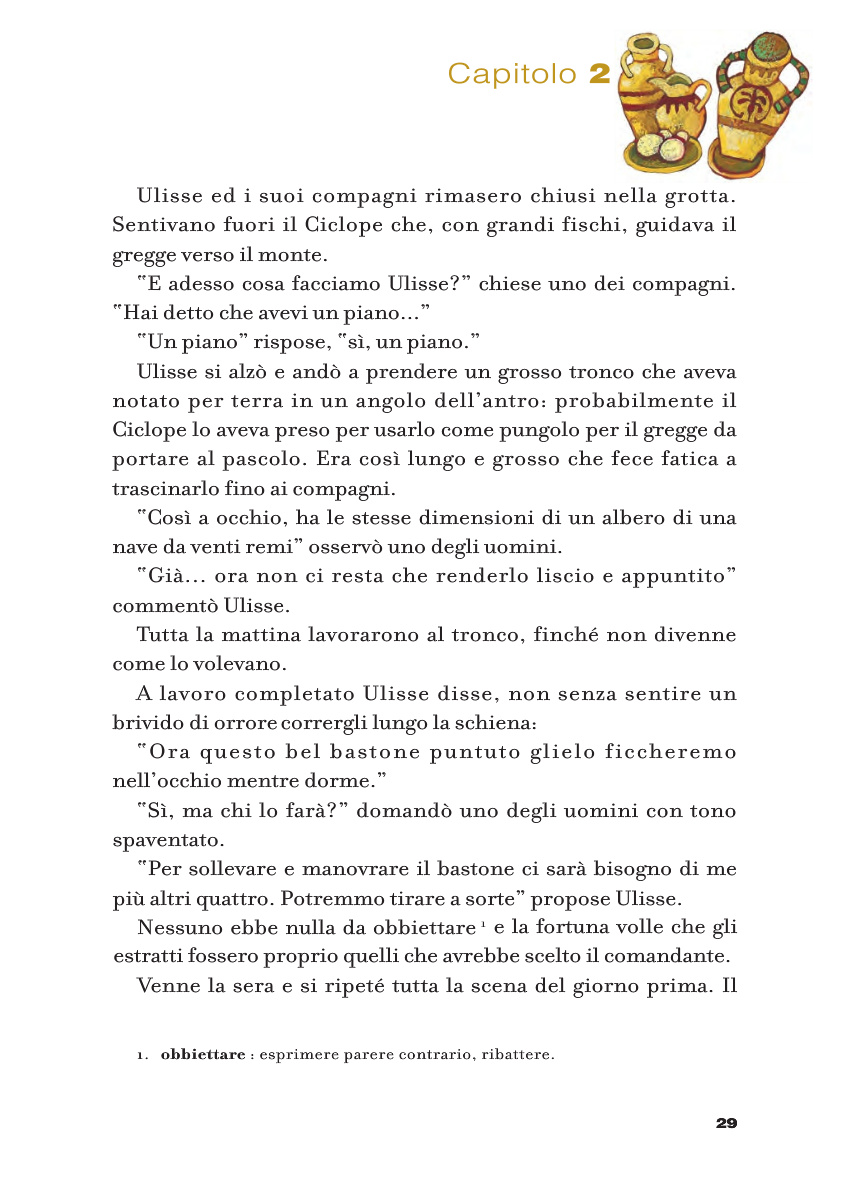 Capitolo 2
Ulisse ed i suoi compagni rimasero chiusi nella grotta.
Sentivano fuori il Ciclope che, con grandi fischi, guidava il
gregge verso il monte.
‟E adesso cosa facciamo Ulisse?” chiese uno dei compagni.
‟Hai detto che avevi un piano...”
‟Un piano” rispose, ‟sì, un piano.”
Ulisse si alzò e andò a prendere un grosso tronco che aveva
notato per terra in un angolo dell’antro: probabilmente il
Ciclope lo aveva preso per usarlo come pungolo per il gregge da
portare al pascolo. Era così lungo e grosso che fece fatica a
trascinarlo fino ai compagni.
‟Così a occhio, ha le stesse dimensioni di un albero di una
nave da venti remi” osservò uno degli uomini.
‟Già... ora non ci resta che renderlo liscio e appuntito”
commentò Ulisse.
Tutta la mattina lavorarono al tronco, finché non divenne
come lo volevano.
A lavoro completato Ulisse disse, non senza sentire un
brivido di orrore corrergli lungo la schiena:
‟Ora questo bel bastone puntuto glielo ficcheremo
nell’occhio mentre dorme.”
‟Sì, ma chi lo farà?” domandò uno degli uomini con tono
spaventato.
‟Per sollevare e manovrare il bastone ci sarà bisogno di me
più altri quattro. Potremmo tirare a sorte” propose Ulisse.
Nessuno ebbe nulla da obbiettare ¹ e la fortuna volle che gli
estratti fossero proprio quelli che avrebbe scelto il comandante.
Venne la sera e si ripeté tutta la scena del giorno prima. Il
1. obbiettare : esprimere parere contrario, ribattere.
29